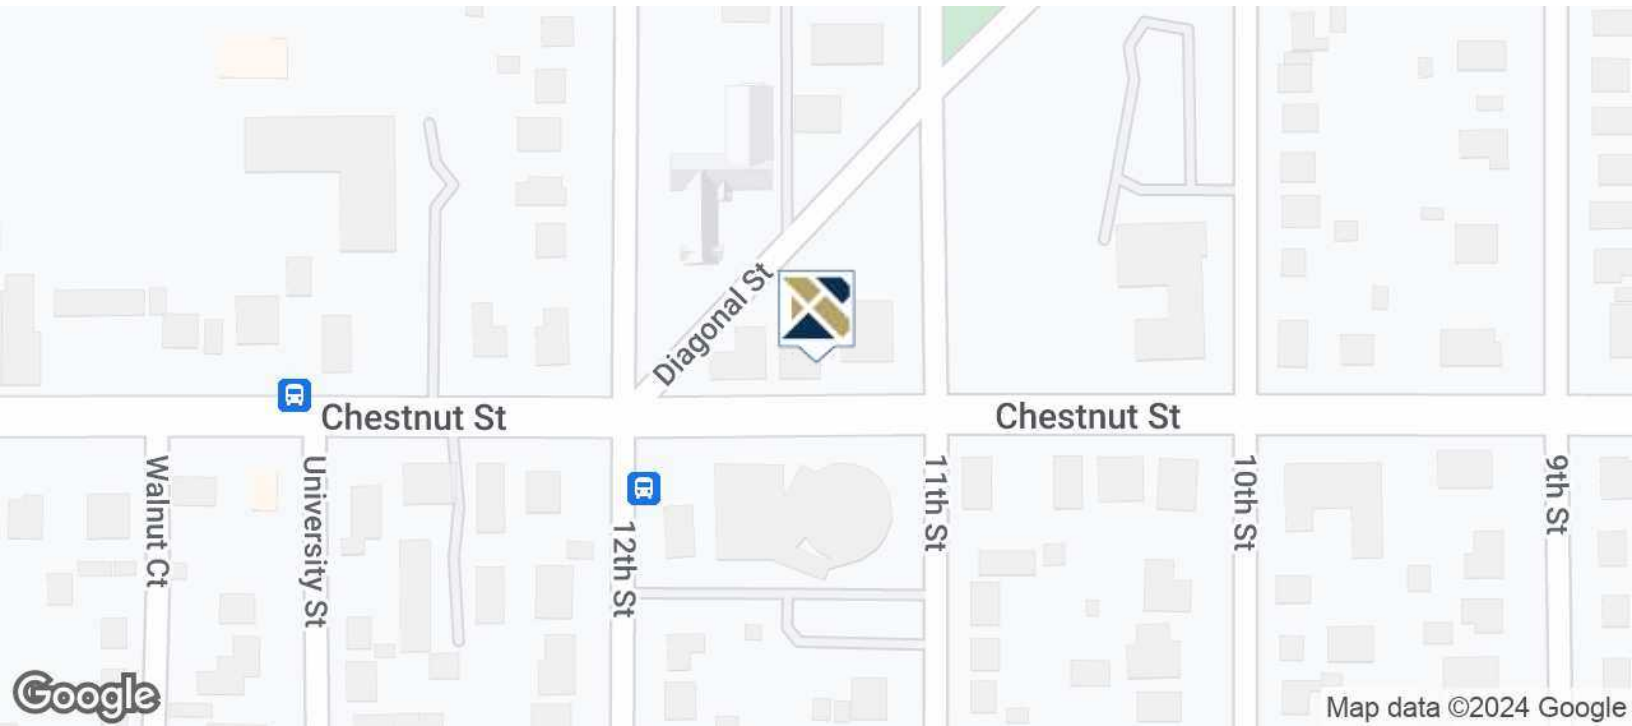 Diagonal St
Chestnut St
Chestnut St
Walnut Ct
University St
12th St
11th St
10th St
9th St
Google
Map data ©2024 Google